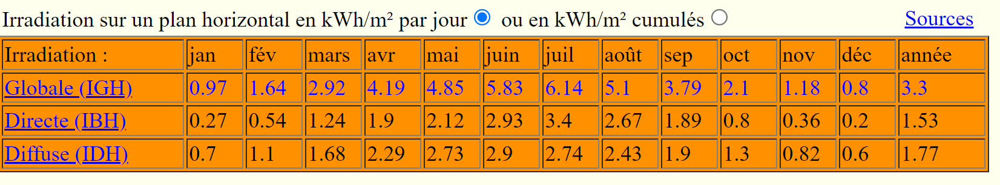 Irradiation sur un plan horizontal en kWh/m² par jour ou en kWh/m² cumulés Sources
Irradiation : jan fév mars avr mai juin juil août sep oct nov déc année
Globale (IGH) 0.97 1.64 2.92 4.19 4.85 5.83 6.14 5.1 3.79 2.1 1.18 0.8 3.3
Directe (IBH) 0.27 0.54 1.24 1.9 2.12 2.93 3.4 2.67 1.89 0.8 0.36 0.2 1.53
Diffuse (IDH) 0.7 1.1 1.68 2.29 2.73 2.9 2.74 2.43 1.9 1.3 0.82 0.6 1.77